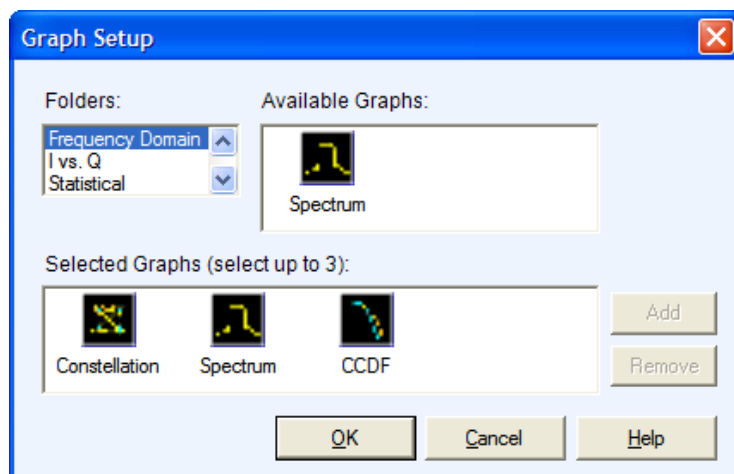 Graph Setup
Folders:
Available Graphs:
Frequency Domain
I vs. Q
Statistical
Spectrum
Selected Graphs (select up to 3):
Constellation
Spectrum
CCDF
Add
Remove
OK
Cancel
Help